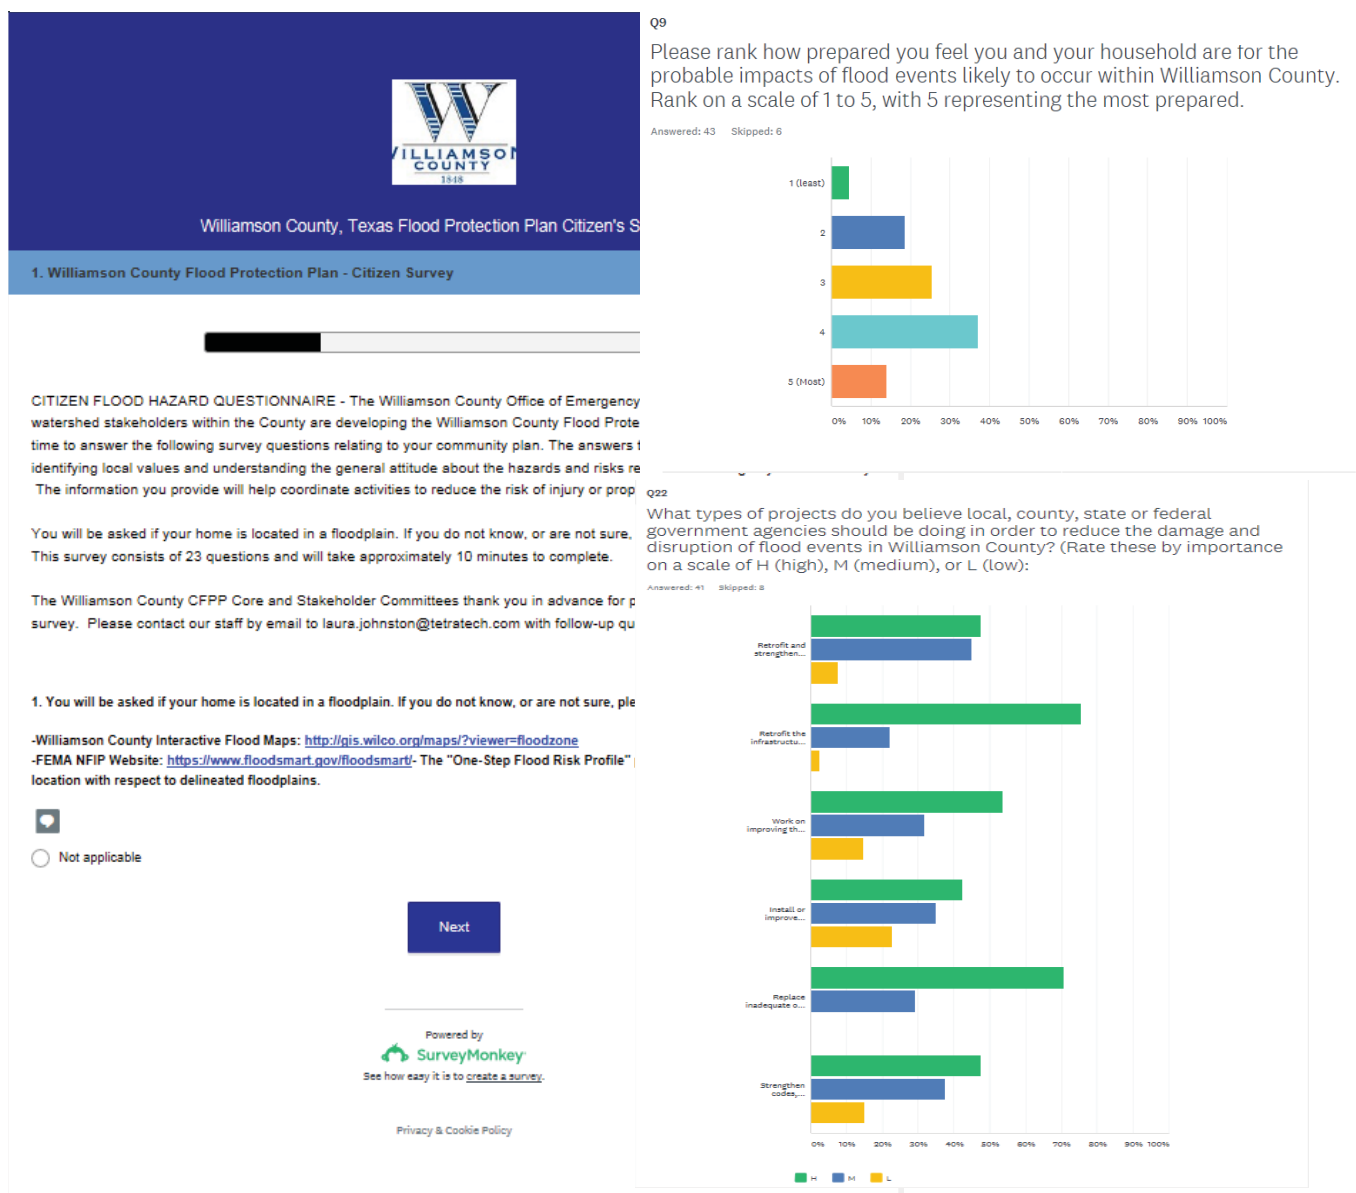 W
WILLIAMSON
COUNTY
1848
Williamson County, Texas Flood Protection Plan Citizen's S
1. Williamson County Flood Protection Plan - Citizen Survey
CITIZEN FLOOD HAZARD QUESTIONNAIRE - The Williamson County Office of Emergency
watershed stakeholders within the County are developing the Williamson County Flood Prote
time to answer the following survey questions relating to your community plan. The answers
identifying local values and understanding the general attitude about the hazards and risks re
The information you provide will help coordinate activities to reduce the risk of injury or prop
You will be asked if your home is located in a floodplain. If you do not know, or are not sure,
This survey consists of 23 questions and will take approximately 10 minutes to complete.
The Williamson County CFPP Core and Stakeholder Committees thank you in advance for p
survey. Please contact our staff by email to laura.johnston@tetratech.com with follow-up qu
1. You will be asked if your home is located in a floodplain. If you do not know, or are not sure, ple
-Williamson County Interactive Flood Maps: http://gis.wilco.org/maps/?viewer=floodzone
-FEMA NFIP Website: https://www.floodsmart.gov/floodsmart/- The "One-Step Flood Risk Profile"
location with respect to delineated floodplains.
Not applicable
Next
Powered by
SurveyMonkey
See how easy it is to create a survey.
Privacy & Cookie Policy
Q9
Please rank how prepared you feel you and your household are for the
probable impacts of flood events likely to occur within Williamson County.
Rank on a scale of 1 to 5, with 5 representing the most prepared.
Answered: 43 Skipped: 6
1 (least)
2
3
4
5 (Most)
0% 10% 20% 30% 40% 50% 60% 70% 80% 90% 100%
Q22
What types of projects do you believe local, county, state or federal
government agencies should be doing in order to reduce the damage and
disruption of flood events in Williamson County? (Rate these by importance
on a scale of H (high), M (medium), or L (low):
Answered: 41 Skipped: 8
Retrofit and
strengthen...
Retrofit the
infrastructu...
Work on
improving th...
Install or
improve...
Replace
inadequate o...
Strengthen
codes,...
0% 10% 20% 30% 40% 50% 60% 70% 80% 90% 100%
H M L